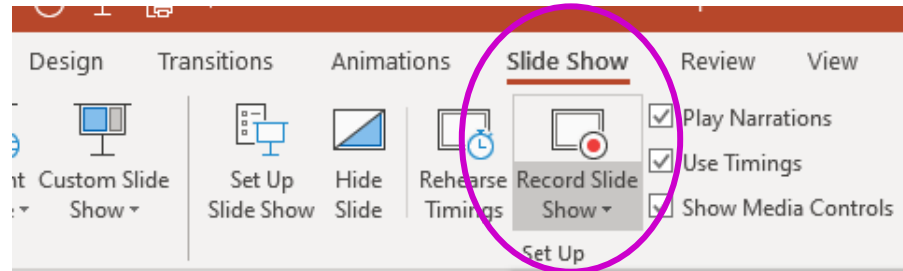 Design Transitions Animations Slide Show Review View
Custom Slide Show
Set Up Slide Show
Hide Slide
Rehearse Timings
Record Slide Show
Play Narrations
Use Timings
Show Media Controls
Set Up